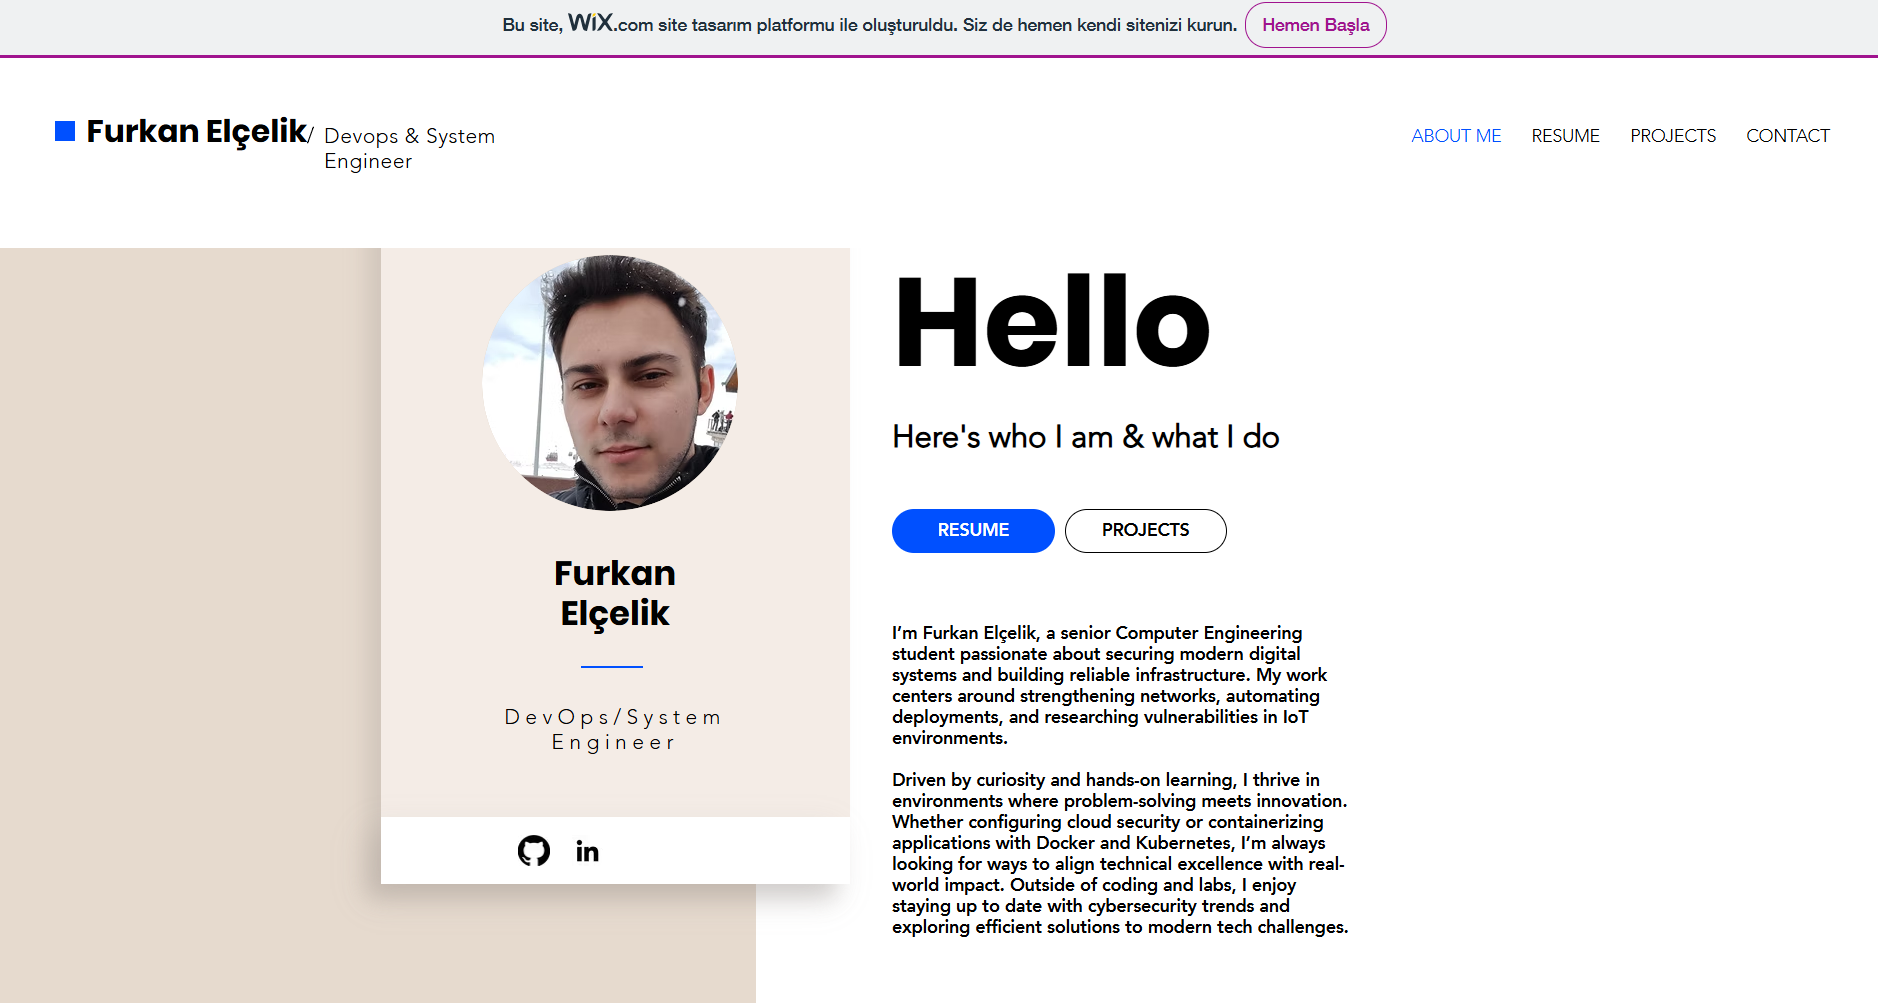 Bu site, WiX.com site tasarım platformu ile oluşturuldu. Siz de hemen kendi sitenizi kurun. Hemen Başla
Furkan Elçelik/ Devops & System
Engineer
ABOUT ME RESUME PROJECTS CONTACT
Furkan
Elçelik
DevOps/System
Engineer
in
Hello
Here's who I am & what I do
RESUME PROJECTS
I’m Furkan Elçelik, a senior Computer Engineering
student passionate about securing modern digital
systems and building reliable infrastructure. My work
centers around strengthening networks, automating
deployments, and researching vulnerabilities in IoT
environments.
Driven by curiosity and hands-on learning, I thrive in
environments where problem-solving meets innovation.
Whether configuring cloud security or containerizing
applications with Docker and Kubernetes, I’m always
looking for ways to align technical excellence with real-
world impact. Outside of coding and labs, I enjoy
staying up to date with cybersecurity trends and
exploring efficient solutions to modern tech challenges.